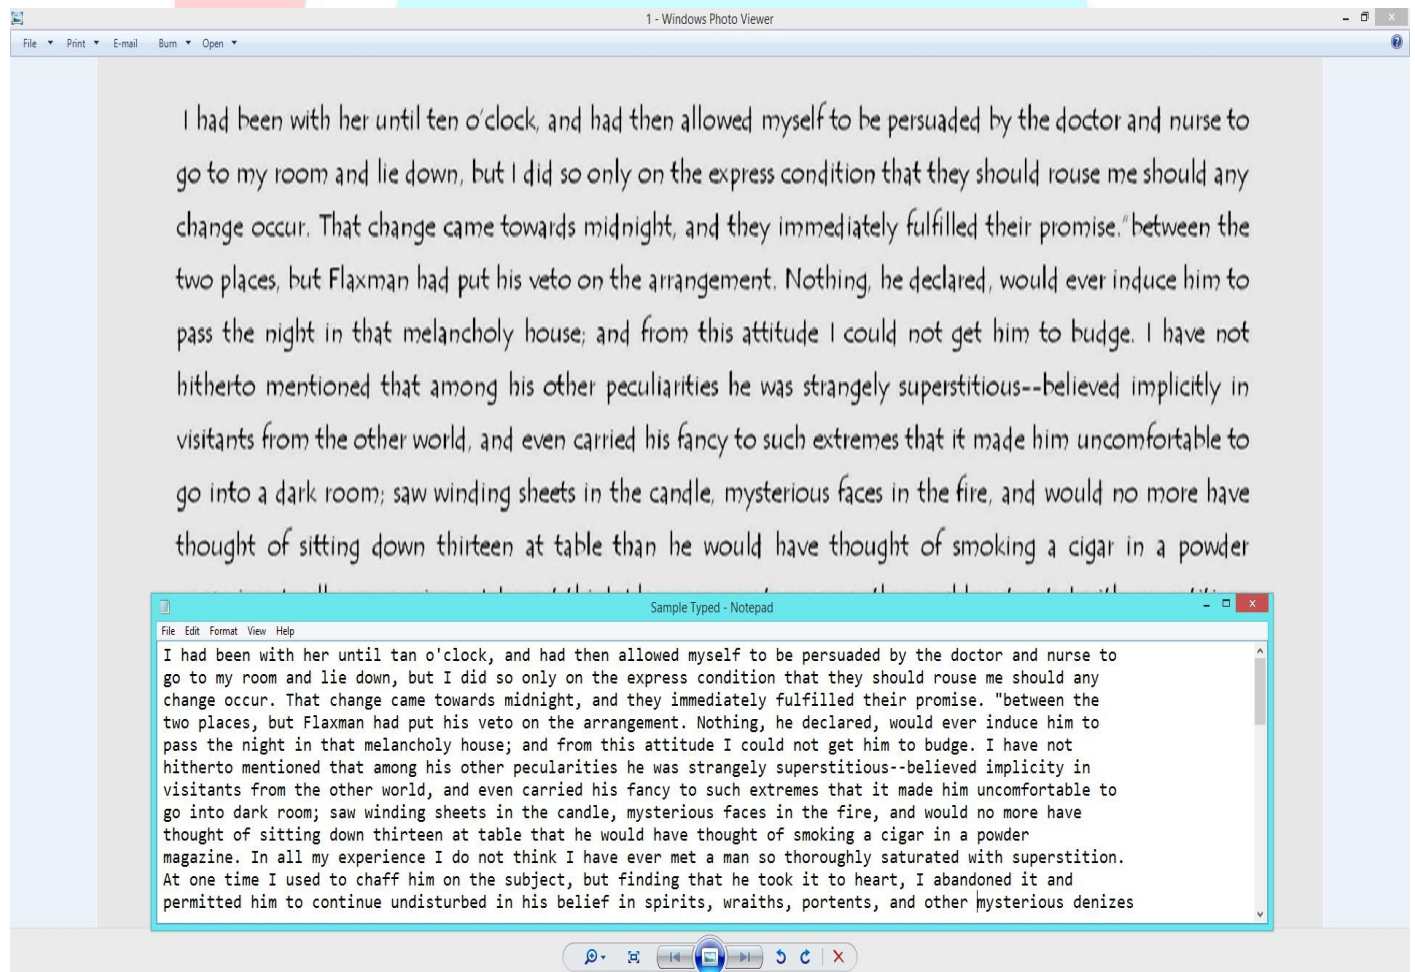 1 - Windows Photo Viewer
File Print E-mail Burn Open
I had been with her until ten o'clock, and had then allowed myself to be persuaded by the doctor and nurse to
go to my room and lie down, but I did so only on the express condition that they should rouse me should any
change occur. That change came towards midnight, and they immediately fulfilled their promise."between the
two places, but Flaxman had put his veto on the arrangement. Nothing, he declared, would ever induce him to
pass the night in that melancholy house; and from this attitude I could not get him to budge. I have not
hitherto mentioned that among his other peculiarities he was strangely superstitious--believed implicitly in
visitants from the other world, and even carried his fancy to such extremes that it made him uncomfortable to
go into a dark room; saw winding sheets in the candle, mysterious faces in the fire, and would no more have
thought of sitting down thirteen at table than he would have thought of smoking a cigar in a powder
Sample Typed - Notepad
File Edit Format View Help
I had been with her until tan o'clock, and had then allowed myself to be persuaded by the doctor and nurse to
go to my room and lie down, but I did so only on the express condition that they should rouse me should any
change occur. That change came towards midnight, and they immediately fulfilled their promise. "between the
two places, but Flaxman had put his veto on the arrangement. Nothing, he declared, would ever induce him to
pass the night in that melancholy house; and from this attitude I could not get him to budge. I have not
hitherto mentioned that among his other pecularities he was strangely superstitious--believed implicity in
visitants from the other world, and even carried his fancy to such extremes that it made him uncomfortable to
go into dark room; saw winding sheets in the candle, mysterious faces in the fire, and would no more have
thought of sitting down thirteen at table that he would have thought of smoking a cigar in a powder
magazine. In all my experience I do not think I have ever met a man so thoroughly saturated with superstition.
At one time I used to chaff him on the subject, but finding that he took it to heart, I abandoned it and
permitted him to continue undisturbed in his belief in spirits, wraiths, portents, and other mysterious denizes